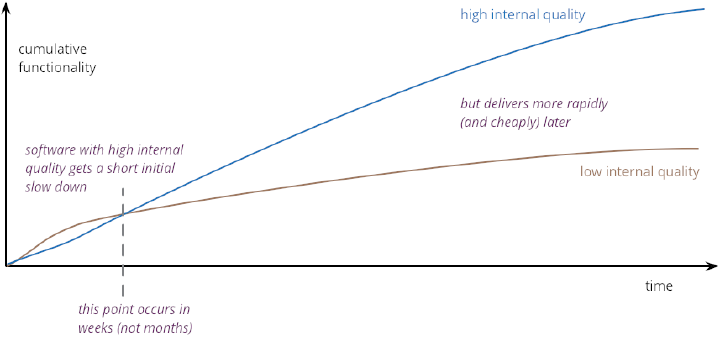 high internal quality
cumulative
functionality
but delivers more rapidly
(and cheaply) later
software with high internal
quality gets a short initial
slow down
low internal quality
time
this point occurs in
weeks (not months)